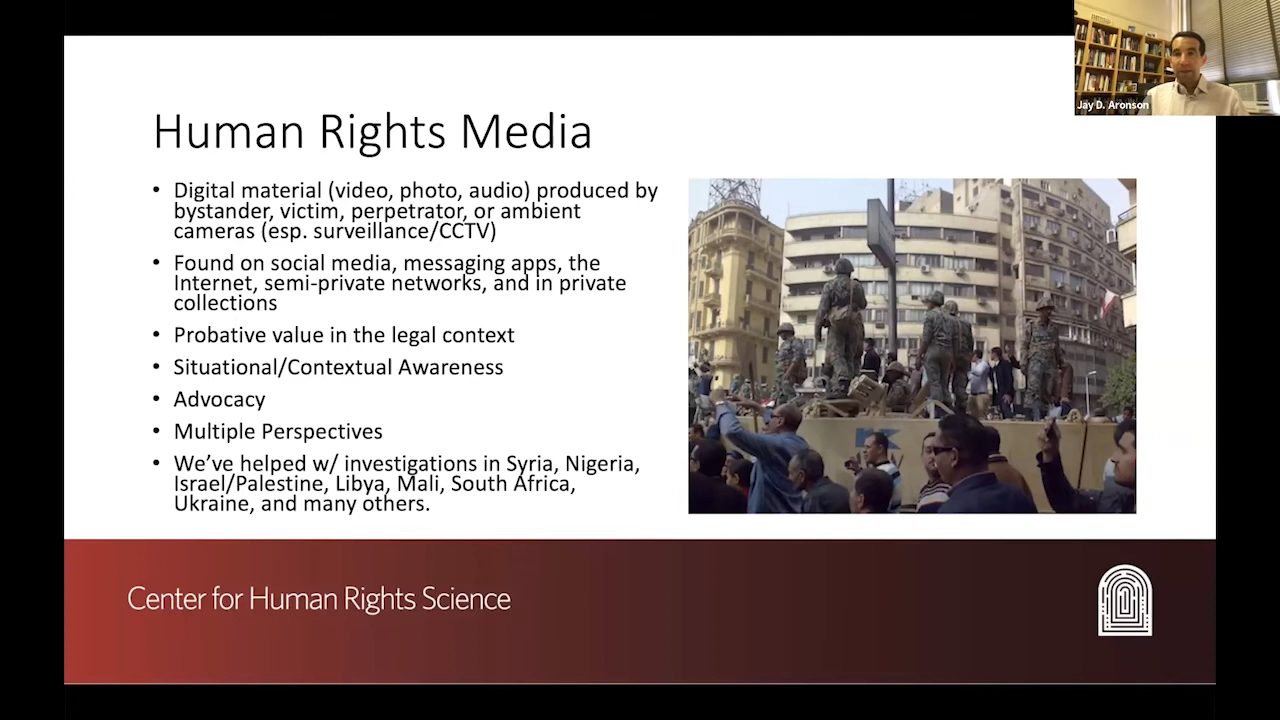 Jay D. Aronson
Human Rights Media
• Digital material (video, photo, audio) produced by
bystander, victim, perpetrator, or ambient
cameras (esp. surveillance/CCTV)
• Found on social media, messaging apps, the
Internet, semi-private networks, and in private
collections
• Probative value in the legal context
• Situational/Contextual Awareness
• Advocacy
• Multiple Perspectives
• We’ve helped w/ investigations in Syria, Nigeria,
Israel/Palestine, Libya, Mali, South Africa,
Ukraine, and many others.
Center for Human Rights Science